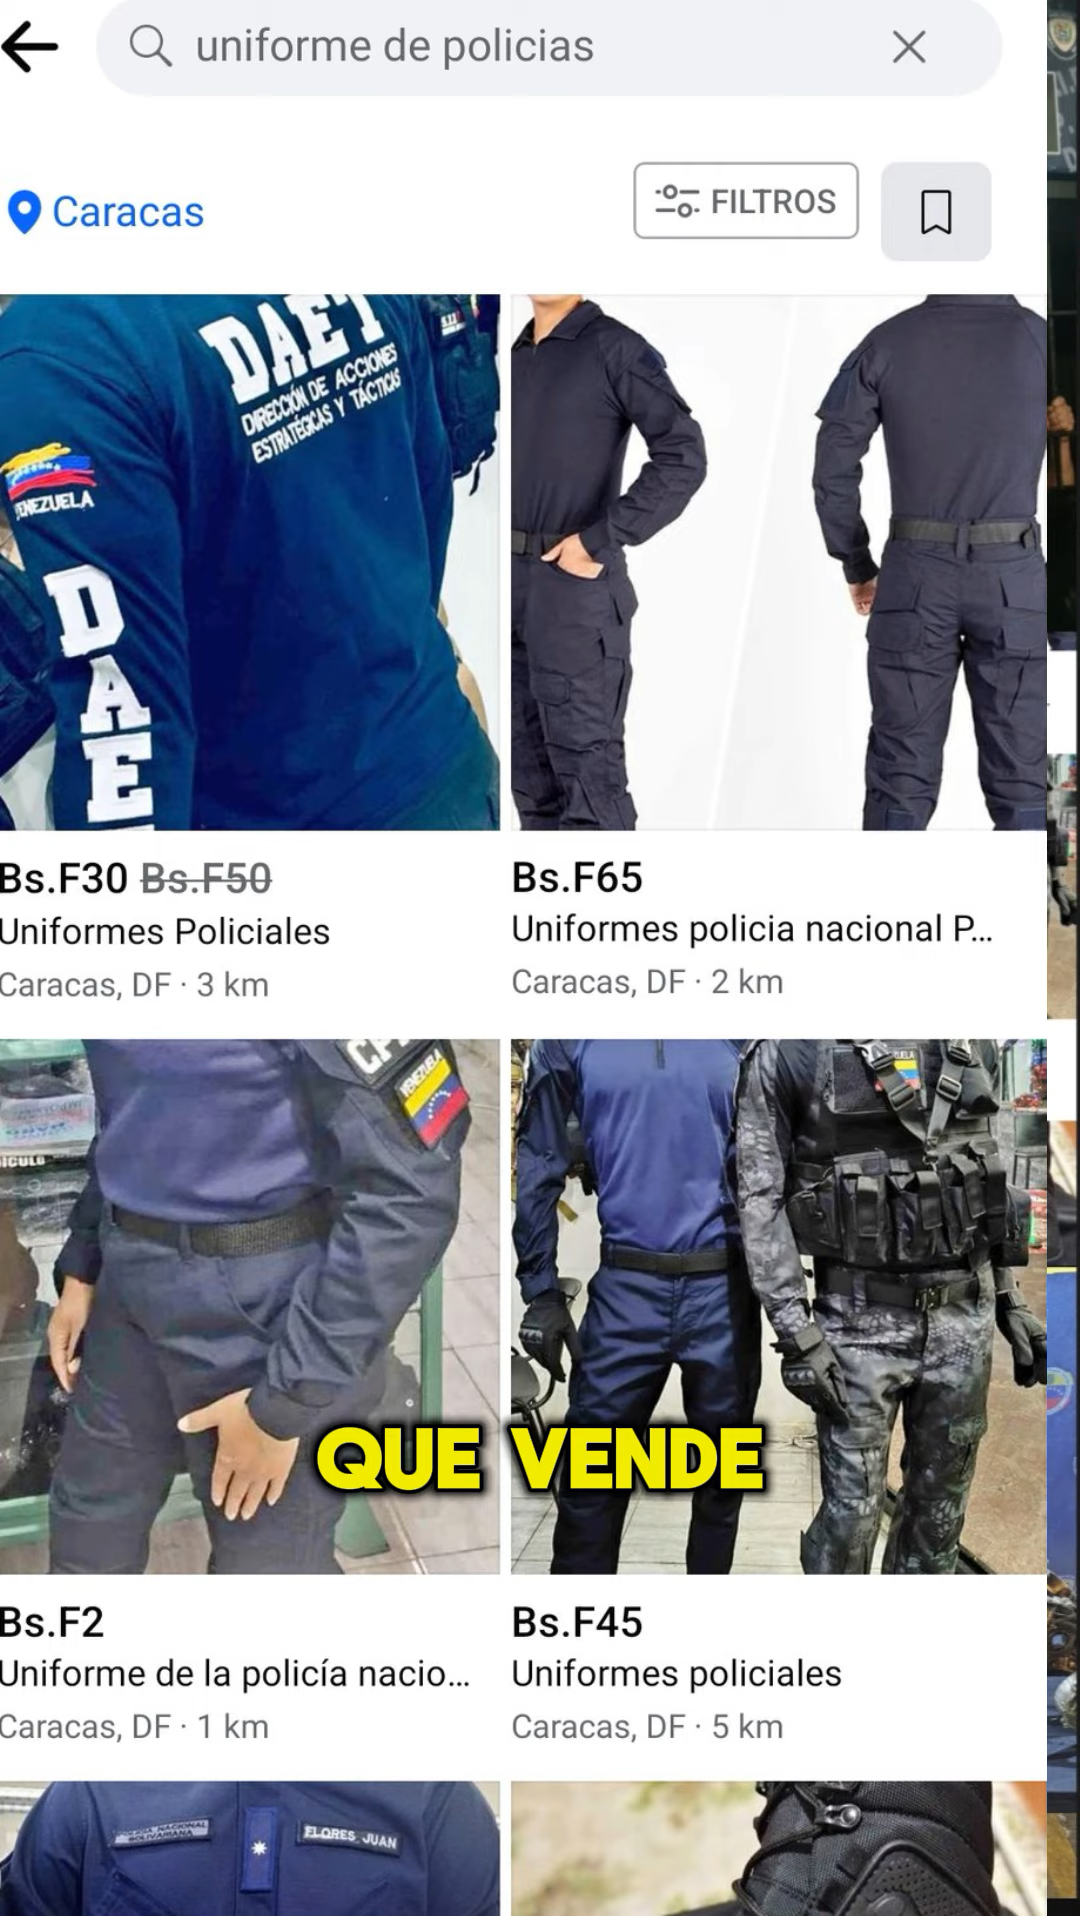 uniforme de policias
Caracas
FILTROS
DAET
DIRECCIÓN DE ACCIONES
ESTRATÉGICAS Y TÁCTICAS
VENEZUELA
D
A
E
Bs.F30 Bs.F50
Uniformes Policiales
Caracas, DF · 3 km
Bs.F65
Uniformes policia nacional P...
Caracas, DF · 2 km
VENEZUELA
QUE VENDE
Bs.F2
Uniforme de la policía nacio...
Caracas, DF · 1 km
Bs.F45
Uniformes policiales
Caracas, DF · 5 km
NACIONAL
BOLIVARIANA
FLORES JUAN